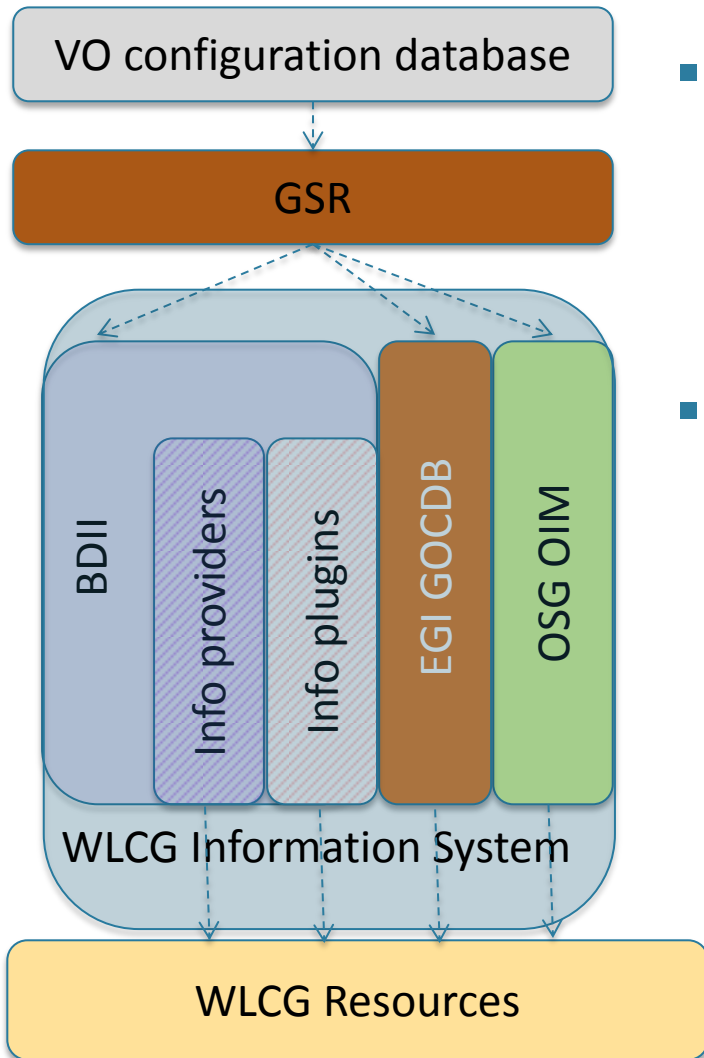 VO configuration database
GSR
BDII
Info providers
Info plugins
EGI GOCDB
OSG OIM
WLCG Information System
WLCG Resources